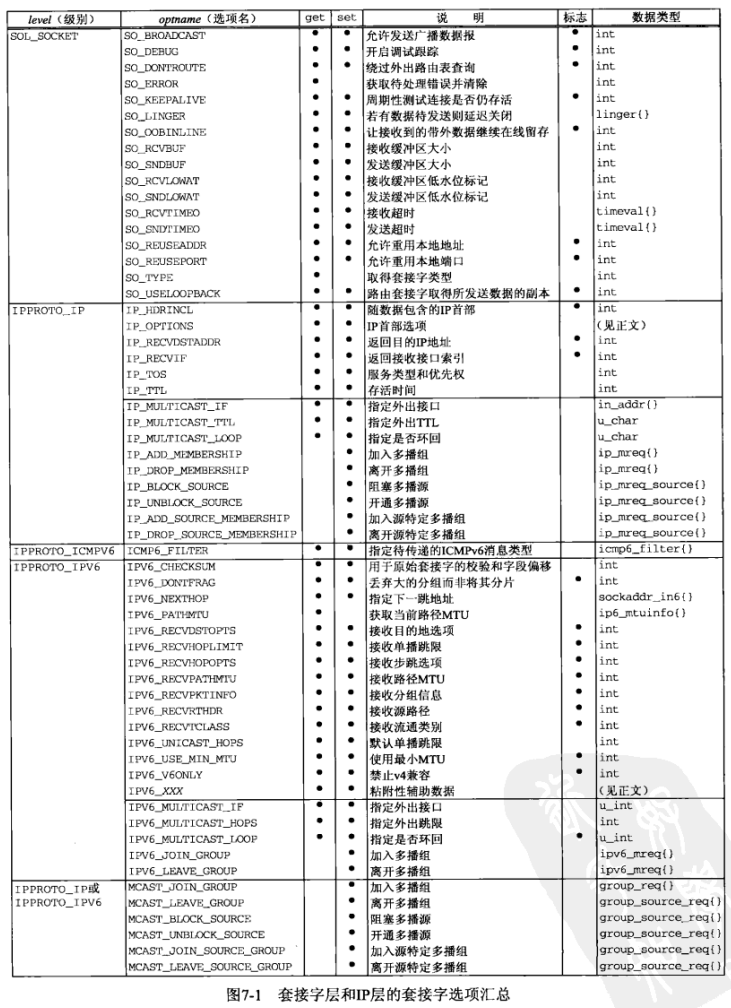 level（级别） optname（选项名） get set 说 明 标志 数据类型
SOL_SOCKET SO_BROADCAST • • 允许发送广播数据报 • int
SO_DEBUG • • 开启调试跟踪 int
SO_DONTROUTE • • 绕过外出路由表查询 • int
SO_ERROR • 获取待处理错误并清除 int
SO_KEEPALIVE • • 周期性测试连接是否仍存活 • int
SO_LINGER • • 若有数据待发送则延迟关闭 linger{}
SO_OOBINLINE • • 让接收到的带外数据继续在线留存 • int
SO_RCVBUF • • 接收缓冲区大小 int
SO_SNDBUF • • 发送缓冲区大小 int
SO_RCVLOWAT • • 接收缓冲区低水位标记 int
SO_SNDLOWAT • • 发送缓冲区低水位标记 int
SO_RCVTIMEO • • 接收超时 timeval{}
SO_SNDTIMEO • • 发送超时 timeval{}
SO_REUSEADDR • • 允许重用本地地址 • int
SO_REUSEPORT • • 允许重用本地端口 • int
SO_TYPE • 取得套接字类型 int
SO_USELOOPBACK • • 路由套接字取得所发送数据的副本 • int
IPPROTO_IP IP_HDRINCL • • 随数据包含的IP首部 • int
IP_OPTIONS • • IP首部选项 （见正文）
IP_RECVDSTADDR • • 返回目的IP地址 • int
IP_RECVIF • • 返回接收接口索引 • int
IP_TOS • • 服务类型和优先权 int
IP_TTL • • 存活时间 int
IP_MULTICAST_IF • • 指定外出接口 in_addr{}
IP_MULTICAST_TTL • • 指定外出TTL u_char
IP_MULTICAST_LOOP • • 指定是否环回 u_char
IP_ADD_MEMBERSHIP • 加入多播组 ip_mreq{}
IP_DROP_MEMBERSHIP • 离开多播组 ip_mreq{}
IP_BLOCK_SOURCE • 阻塞多播源 ip_mreq_source{}
IP_UNBLOCK_SOURCE • 开通多播源 ip_mreq_source{}
IP_ADD_SOURCE_MEMBERSHIP • 加入源特定多播组 ip_mreq_source{}
IP_DROP_SOURCE_MEMBERSHIP • 离开源特定多播组 ip_mreq_source{}
IPPROTO_ICMPV6 ICMP6_FILTER • • 指定待传递的ICMPv6消息类型 icmp6_filter{}
IPPROTO_IPV6 IPV6_CHECKSUM • • 用于原始套接字的校验和字段偏移 int
IPV6_DONTFRAG • • 丢弃大的分组而非将其分片 • int
IPV6_NEXTHOP • • 指定下一跳地址 sockaddr_in6{}
IPV6_PATHMTU • 获取当前路径MTU ip6_mtuinfo{}
IPV6_RECVDSTOPTS • • 接收目的地选项 • int
IPV6_RECVHOPLIMIT • • 接收单播跳限 • int
IPV6_RECVHOPOPTS • • 接收步跳选项 • int
IPV6_RECVPATHMTU • • 接收路径MTU • int
IPV6_RECVPKTINFO • • 接收分组信息 • int
IPV6_RECVRTHDR • • 接收源路径 • int
IPV6_RECVTCLASS • • 接收流通类别 • int
IPV6_UNICAST_HOPS • • 默认单播跳限 int
IPV6_USE_MIN_MTU • • 使用最小MTU • int
IPV6_V6ONLY • • 禁止v4兼容 • int
IPV6_XXX • • 粘附性辅助数据 （见正文）
IPV6_MULTICAST_IF • • 指定外出接口 u_int
IPV6_MULTICAST_HOPS • • 指定外出跳限 int
IPV6_MULTICAST_LOOP • • 指定是否环回 • u_int
IPV6_JOIN_GROUP • 加入多播组 ipv6_mreq{}
IPV6_LEAVE_GROUP • 离开多播组 ipv6_mreq{}
IPPROTO_IP或 MCAST_JOIN_GROUP • 加入多播组 group_req{}
IPPROTO_IPV6 MCAST_LEAVE_GROUP • 离开多播组 group_source_req{}
MCAST_BLOCK_SOURCE • 阻塞多播源 group_source_req{}
MCAST_UNBLOCK_SOURCE • 开通多播源 group_source_req{}
MCAST_JOIN_SOURCE_GROUP • 加入源特定多播组 group_source_req{}
MCAST_LEAVE_SOURCE_GROUP • 离开源特定多播组 group_source_req{}
图7-1 套接字层和IP层的套接字选项汇总